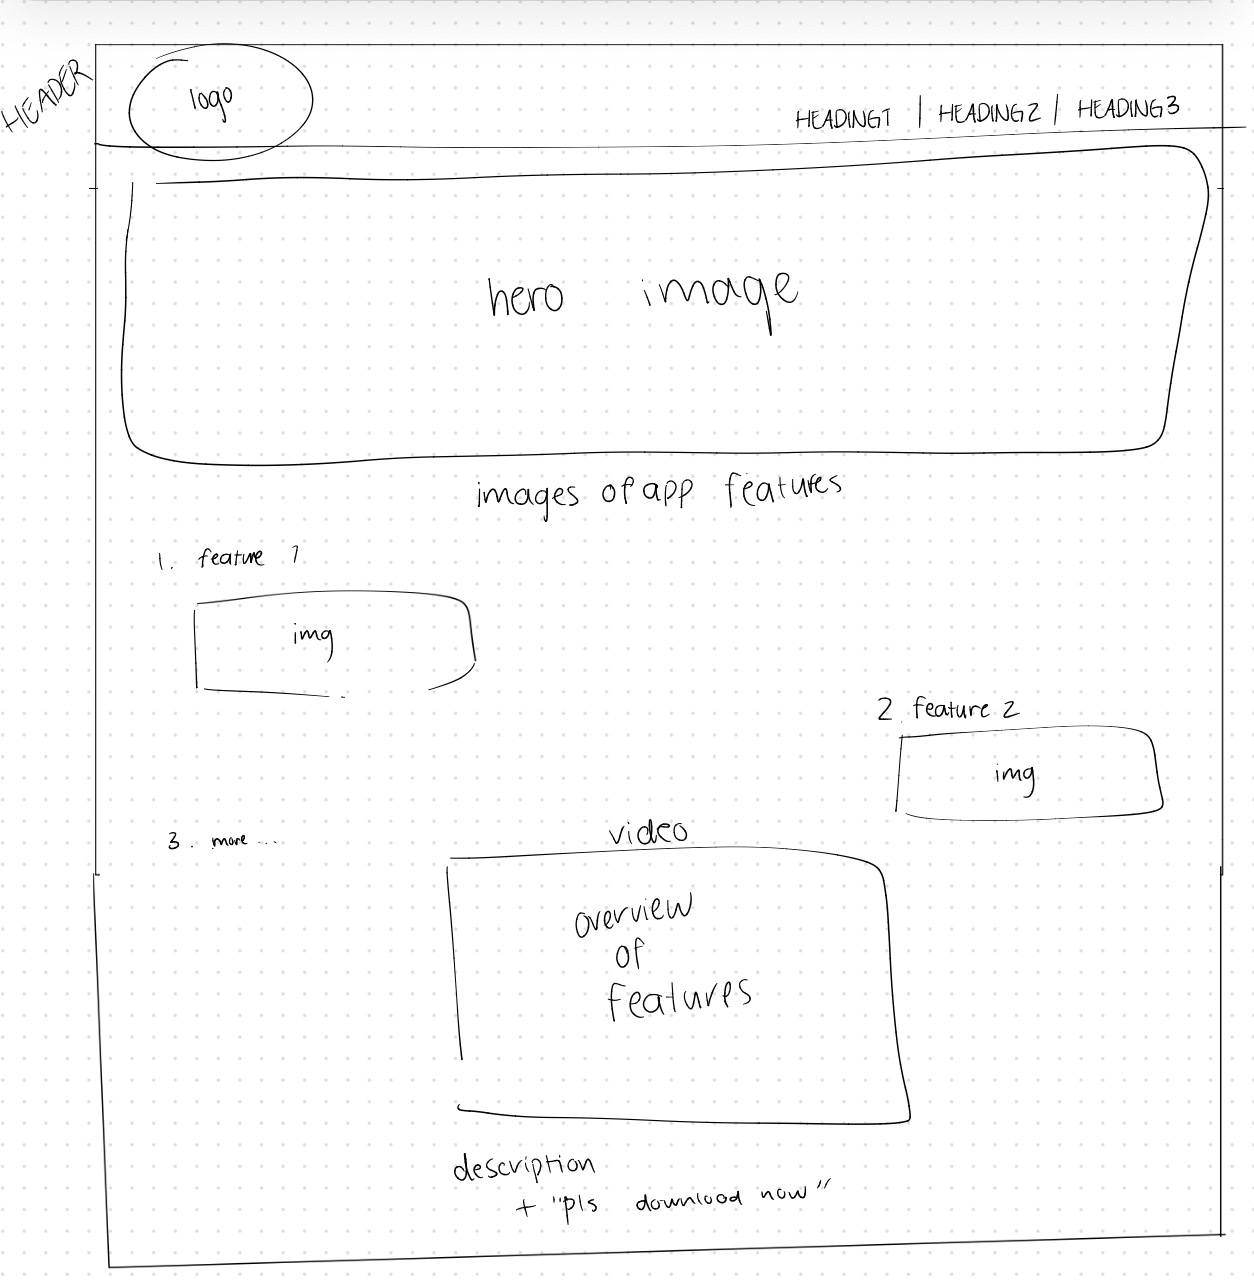 HEADER
logo
HEADING1 | HEADING2 | HEADING3
hero image
images of app features
1. feature 1
img
2. feature 2
img
3. more ...
video
overview
of
features
description
+ "pls download now"